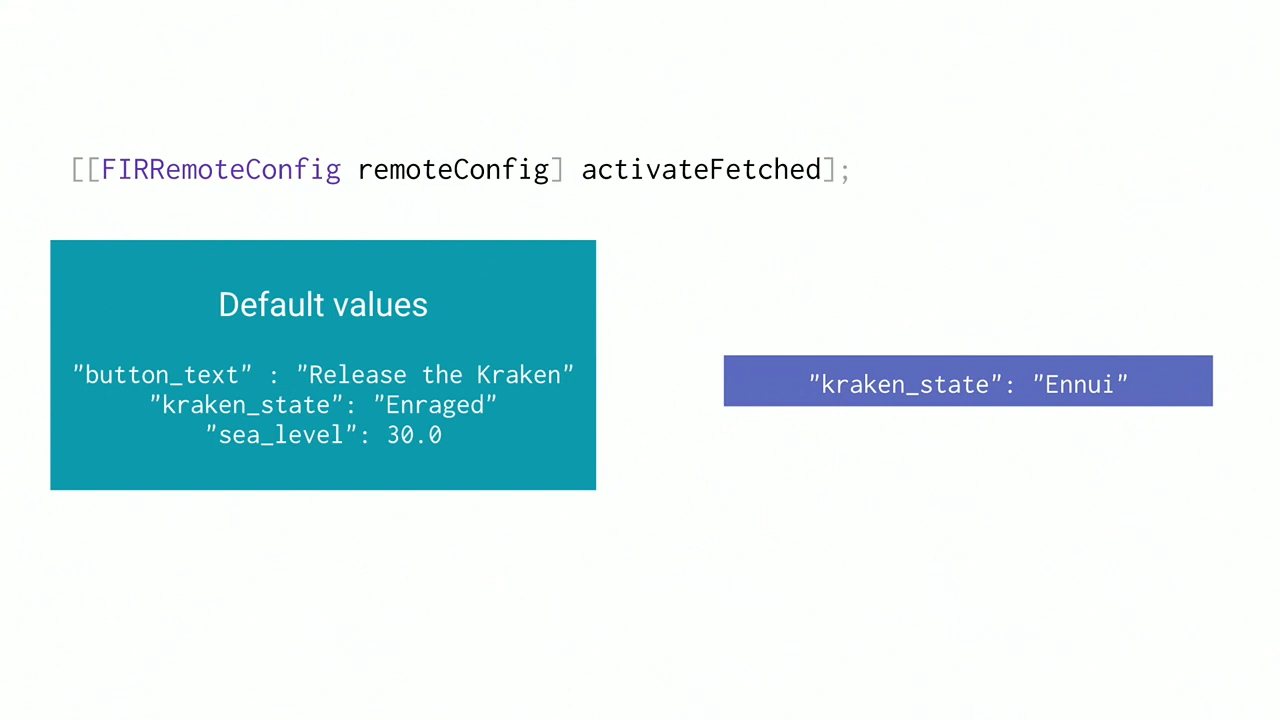 [[FIRRemoteConfig remoteConfig] activateFetched];
Default values
"button_text" : "Release the Kraken"
"kraken_state": "Enraged"
"sea_level": 30.0
"kraken_state": "Ennui"